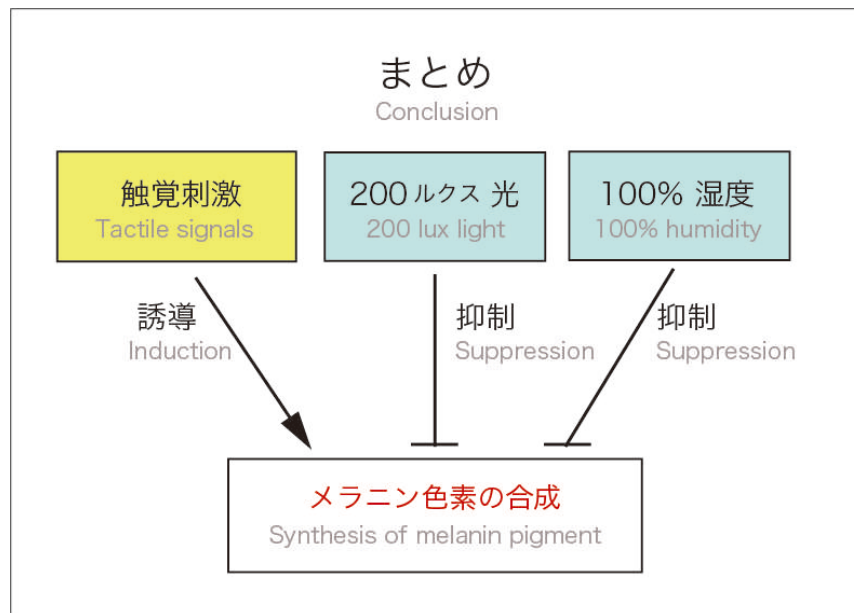 まとめ
Conclusion
触覚刺激
Tactile signals
200 ルクス 光
200 lux light
100% 湿度
100% humidity
誘導
Induction
抑制
Suppression
抑制
Suppression
メラニン色素の合成
Synthesis of melanin pigment